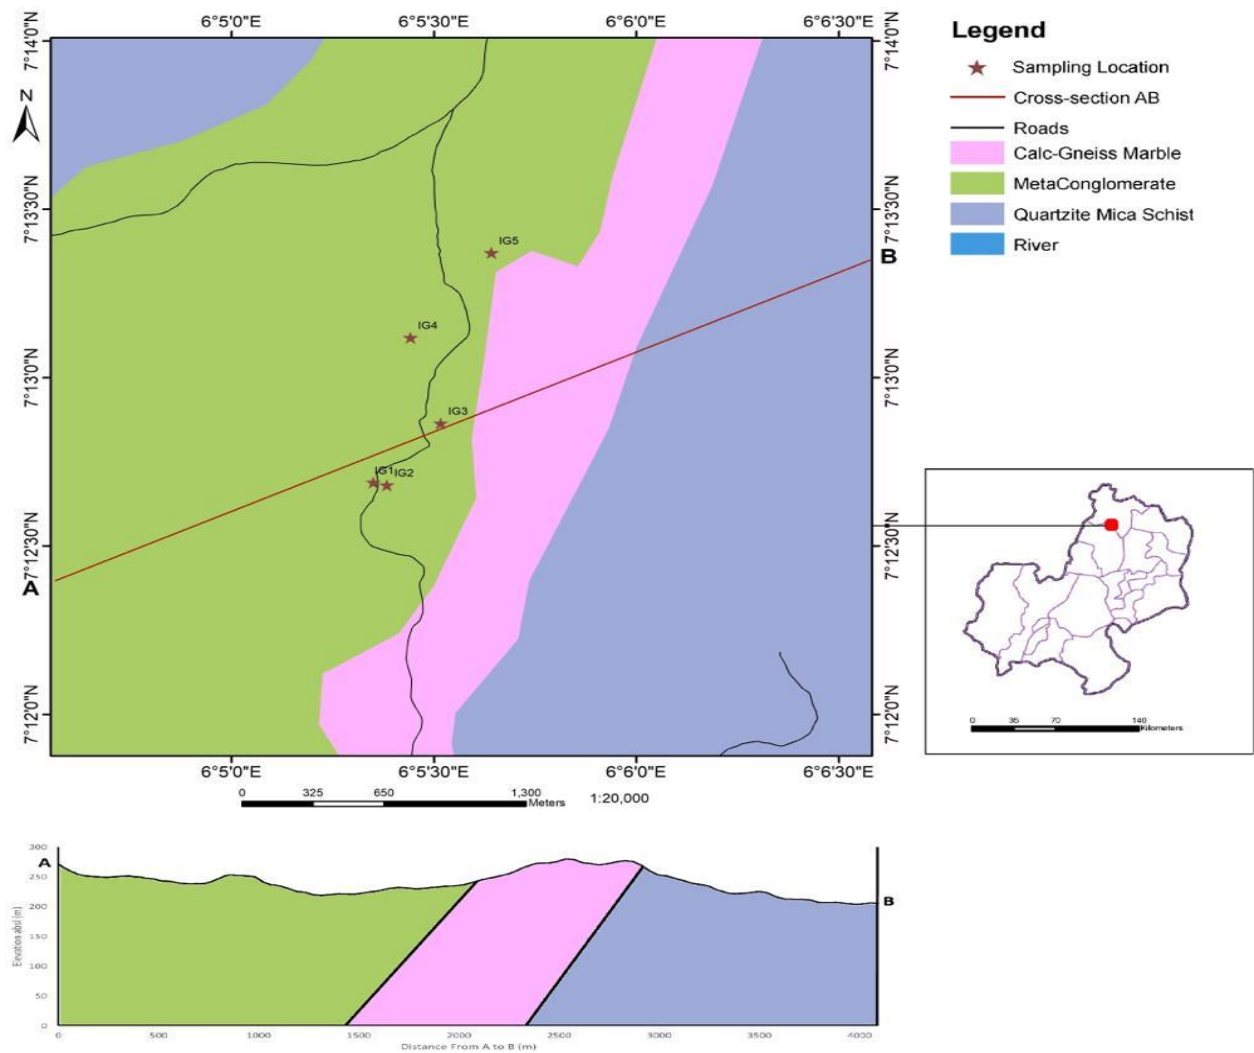 6°5'0"E 6°5'30"E 6°6'0"E 6°6'30"E
7°14'0"N 7°14'0"N
N
7°13'30"N 7°13'30"N
7°13'0"N 7°13'0"N
7°12'30"N 7°12'30"N
7°12'0"N 7°12'0"N
IG5
B
IG4
IG3
IG1 IG2
A
6°5'0"E 6°5'30"E 6°6'0"E 6°6'30"E
0 325 650 1,300
Meters
1:20,000
Legend
Sampling Location
Cross-section AB
Roads
Calc-Gneiss Marble
MetaConglomerate
Quartzite Mica Schist
River
0 35 70 140
Kilometers
A
B
300
250
200
150
100
50
0
Elevation absl (m)
0 500 1000 1500 2000 2500 3000 3500 4000
Distance From A to B (m)